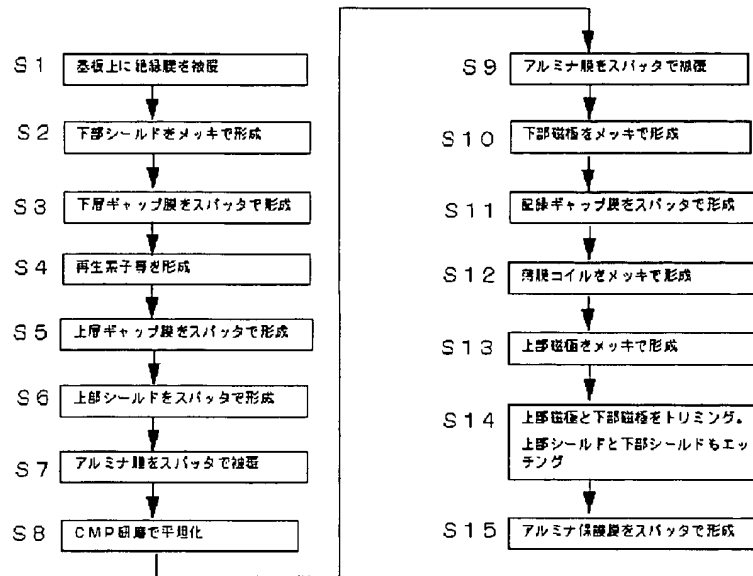 S1 基板上に絶縁膜を被覆
S2 下部シールドをメッキで形成
S3 下層ギャップ膜をスパッタで形成
S4 再生素子等を形成
S5 上層ギャップ膜をスパッタで形成
S6 上部シールドをスパッタで形成
S7 アルミナ膜をスパッタで被覆
S8 CMP研磨で平坦化
S9 アルミナ膜をスパッタで被覆
S10 下部磁極をメッキで形成
S11 記録ギャップ膜をスパッタで形成
S12 薄膜コイルをメッキで形成
S13 上部磁極をメッキで形成
S14 上部磁極と下部磁極をトリミング。
上部シールドと下部シールドもエッ
チング
S15 アルミナ保護膜をスパッタで形成